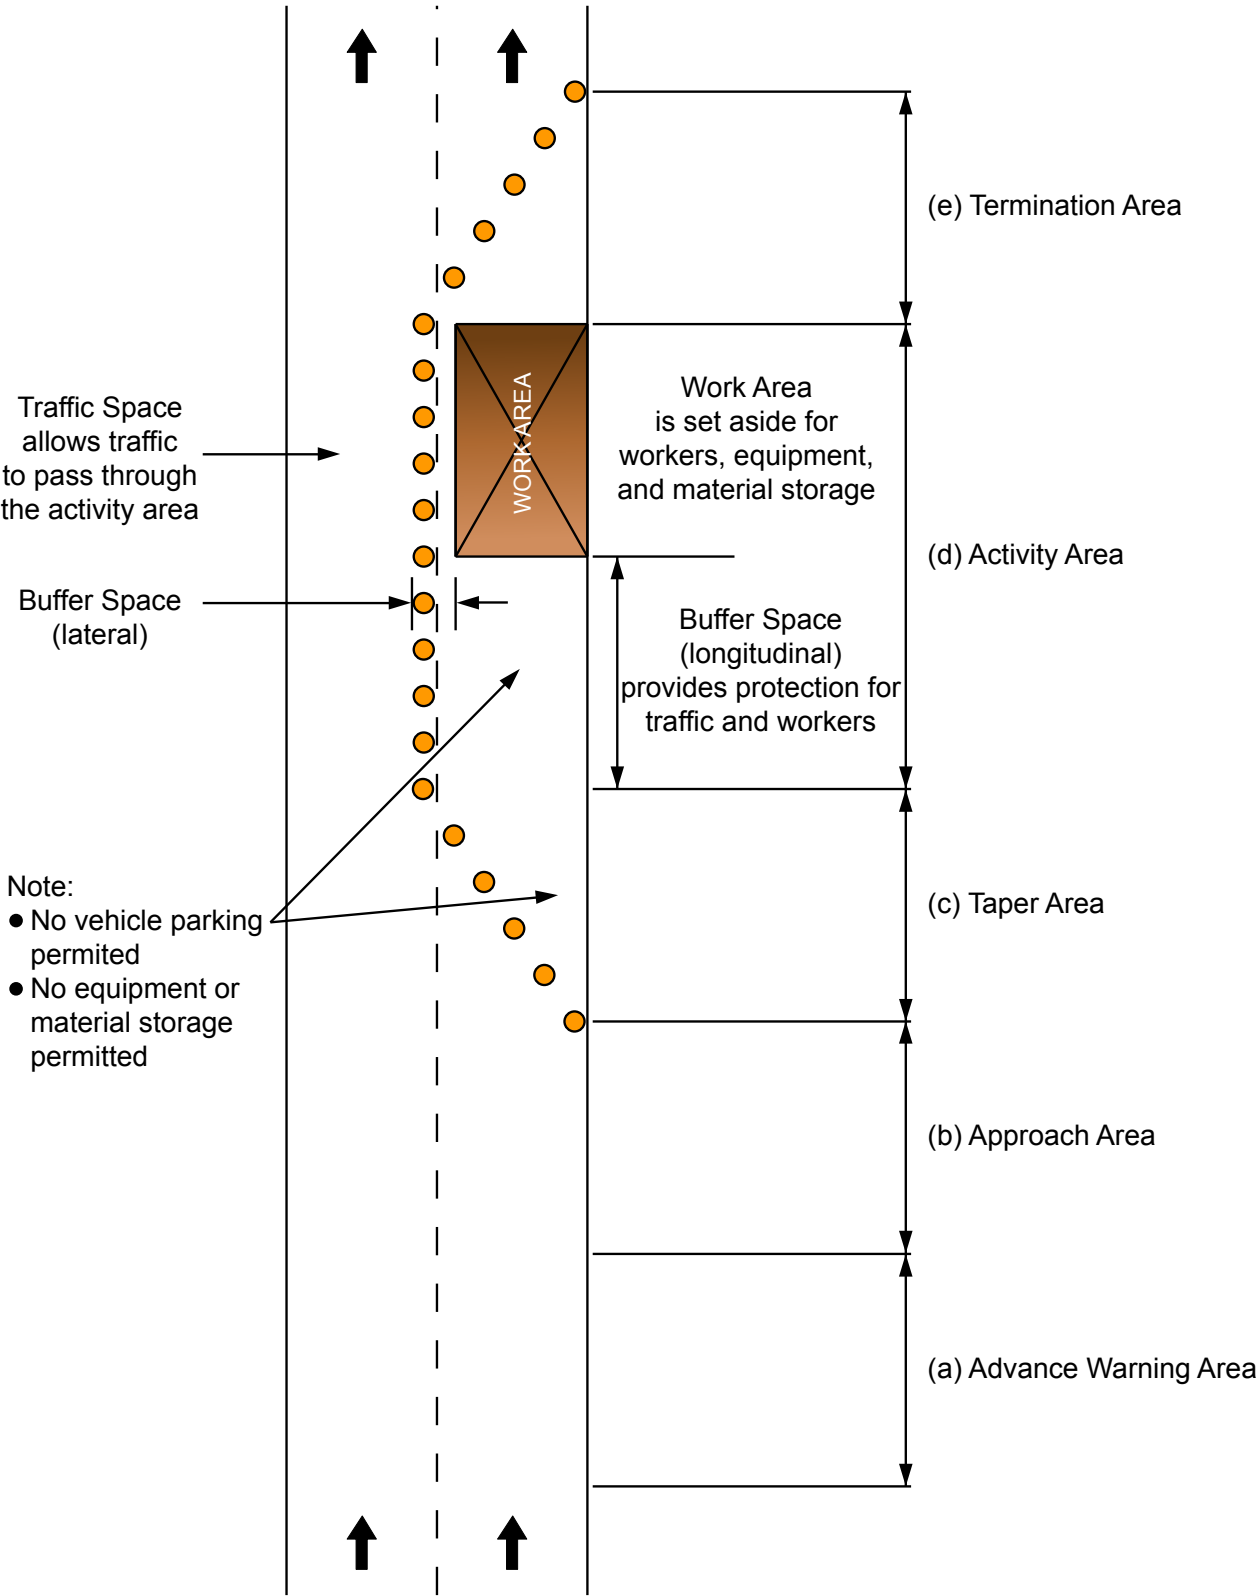 (e) Termination Area
Traffic Space
allows traffic
to pass through
the activity area
WORK AREA
Work Area
is set aside for
workers, equipment,
and material storage
(d) Activity Area
Buffer Space
(lateral)
Buffer Space
(longitudinal)
provides protection for
traffic and workers
Note:
● No vehicle parking
permited
● No equipment or
material storage
permitted
(c) Taper Area
(b) Approach Area
(a) Advance Warning Area